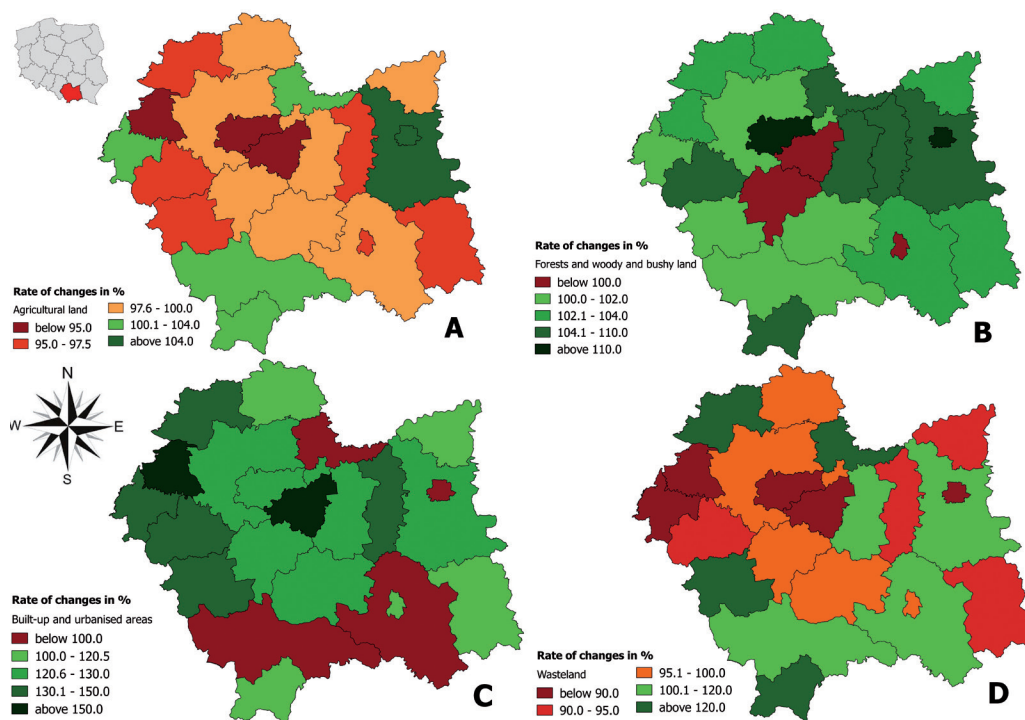 Rate of changes in %
Agricultural land
below 95.0
95.0 - 97.5
97.6 - 100.0
100.1 - 104.0
above 104.0
A
Rate of changes in %
Forests and woody and bushy land
below 100.0
100.0 - 102.0
102.1 - 104.0
104.1 - 110.0
above 110.0
B
N
W
E
S
Rate of changes in %
Built-up and urbanised areas
below 100.0
100.0 - 120.5
120.6 - 130.0
130.1 - 150.0
above 150.0
C
Rate of changes in %
Wasteland
below 90.0
90.0 - 95.0
95.1 - 100.0
100.1 - 120.0
above 120.0
D